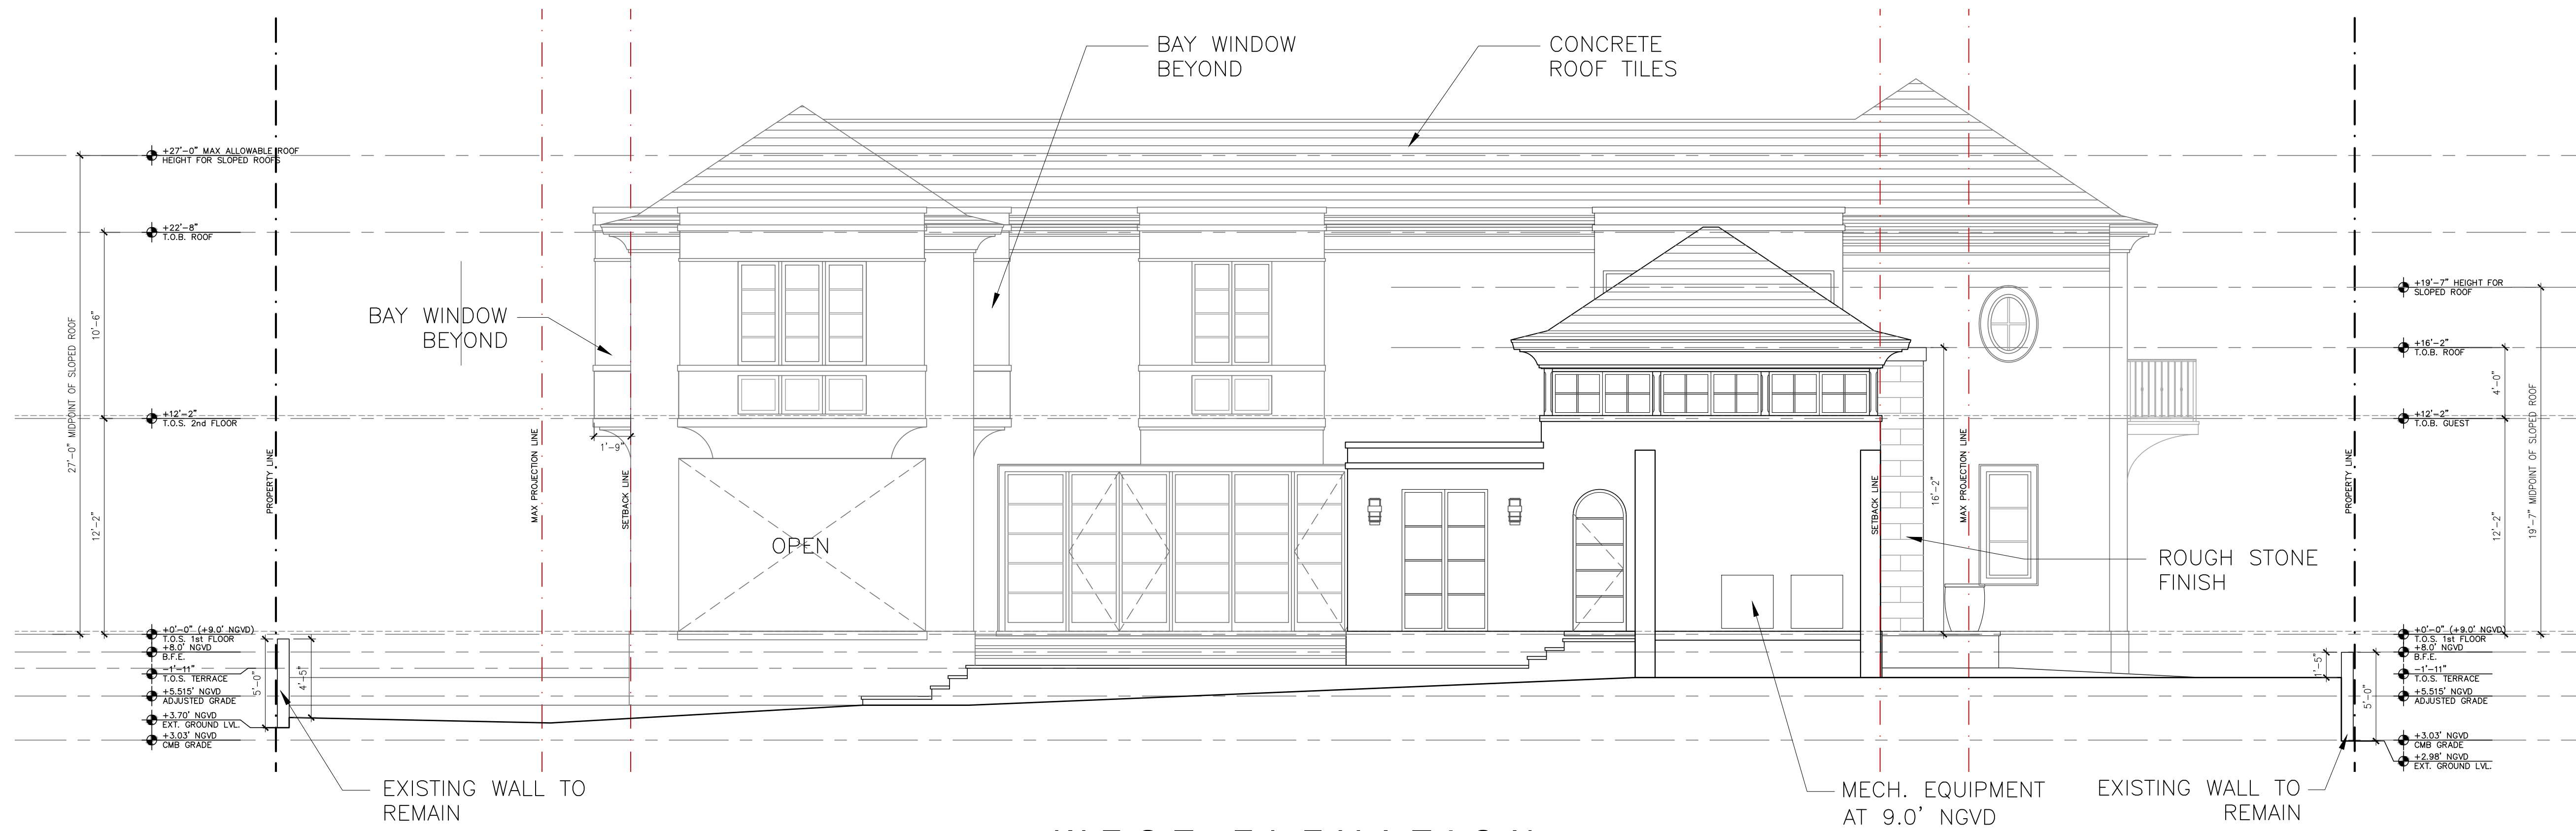 BAY WINDOW
BEYOND
CONCRETE
ROOF TILES
+27'-0" MAX ALLOWABLE ROOF
HEIGHT FOR SLOPED ROOFS
+22'-8"
T.O.B. ROOF
BAY WINDOW
BEYOND
+12'-2"
T.O.S. 2nd FLOOR
27'-0" MIDPOINT OF SLOPED ROOF
10'-6"
12'-2"
PROPERTY LINE
MAX PROJECTION LINE
SETBACK LINE
1'-9"
OPEN
+0'-0" (+9.0' NGVD)
T.O.S. 1st FLOOR
+8.0' NGVD
B.F.E.
-1'-11"
T.O.S. TERRACE
+5.515' NGVD
ADJUSTED GRADE
+3.70' NGVD
EXT. GROUND LVL.
+3.03' NGVD
CMB GRADE
5'-0"
4'-5"
EXISTING WALL TO
REMAIN
SETBACK LINE
16'-2"
MAX PROJECTION LINE
PROPERTY LINE
ROUGH STONE
FINISH
+19'-7" HEIGHT FOR
SLOPED ROOF
+16'-2"
T.O.B. ROOF
+12'-2"
T.O.B. GUEST
4'-0"
12'-2"
19'-7" MIDPOINT OF SLOPED ROOF
+0'-0" (+9.0' NGVD)
T.O.S. 1st FLOOR
+8.0' NGVD
B.F.E.
-1'-11"
T.O.S. TERRACE
+5.515' NGVD
ADJUSTED GRADE
+3.03' NGVD
CMB GRADE
+2.98' NGVD
EXT. GROUND LVL.
1'-5"
5'-0"
MECH. EQUIPMENT
AT 9.0' NGVD
EXISTING WALL TO
REMAIN